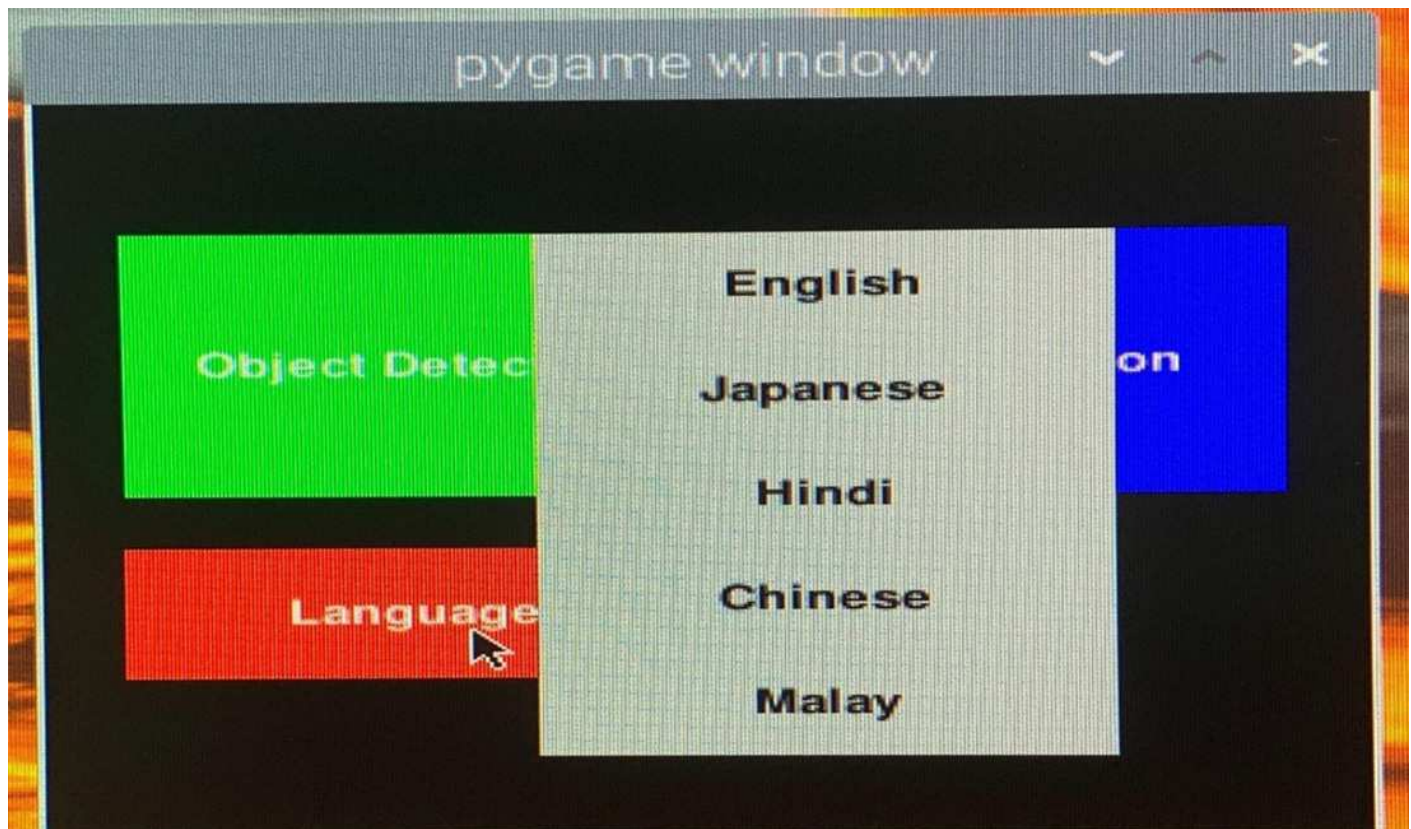 pygame window
Object Detec
on
English
Japanese
Hindi
Chinese
Malay
Language